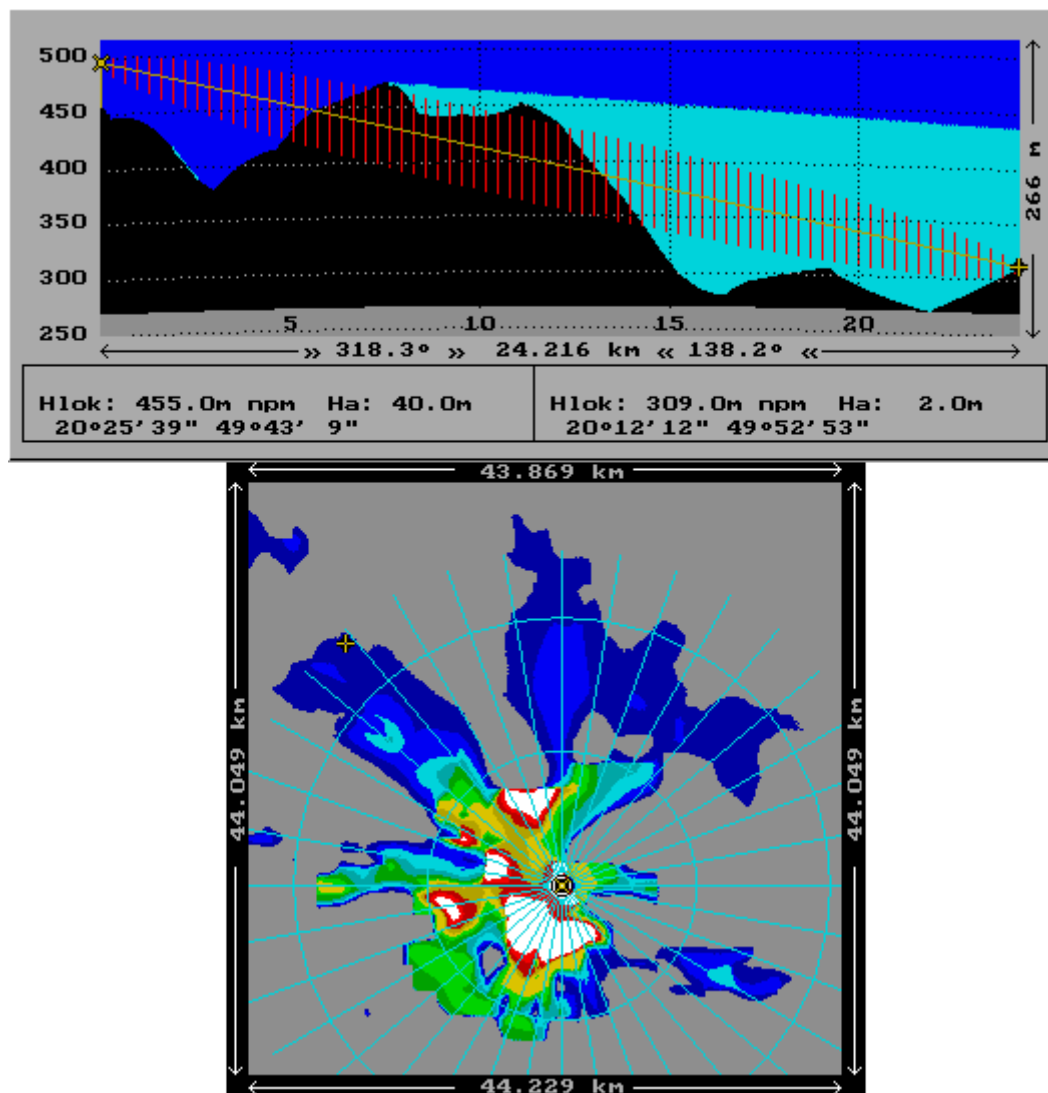 500
450
400
350
300
250
266 m
5 10 15 20
» 318.3° » 24.216 km « 138.2° «
Hlok: 455.0m npm Ha: 40.0m
20°25'39" 49°43' 9"
Hlok: 309.0m npm Ha: 2.0m
20°12'12" 49°52'53"
43.869 km
44.049 km
44.049 km
44.229 km